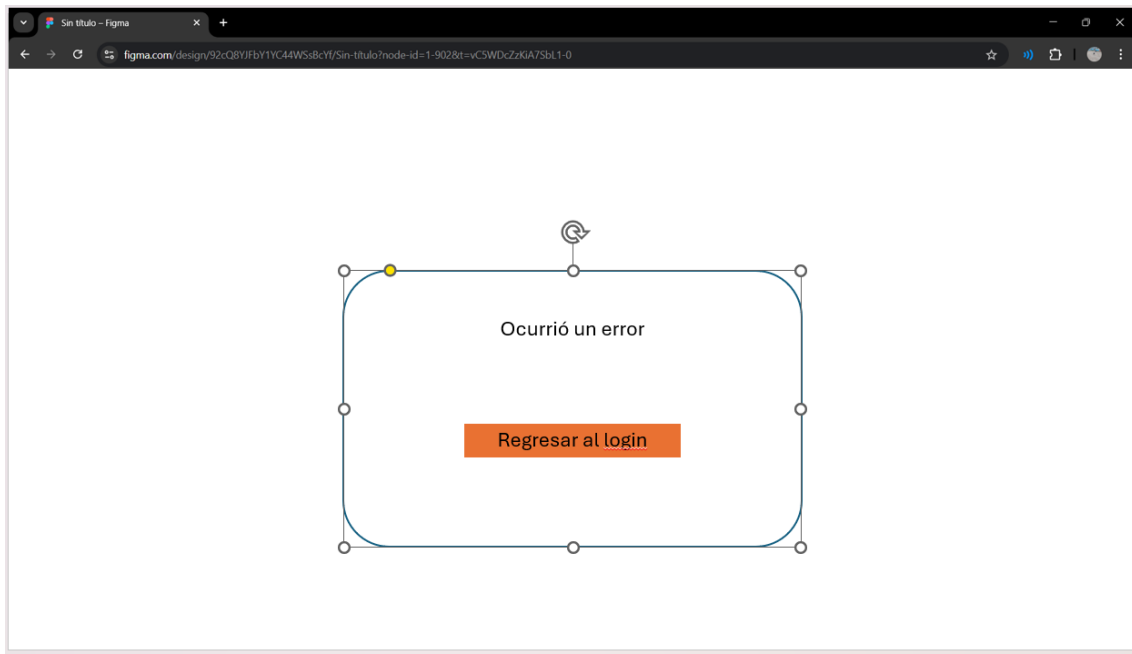 Sin título – Figma
figma.com/design/92cQ8YJFbY1YC44WSsBcYf/Sin-título?node-id=1-902&t=vC5WDcZzKiA7SbL1-0
Ocurrió un error
Regresar al login